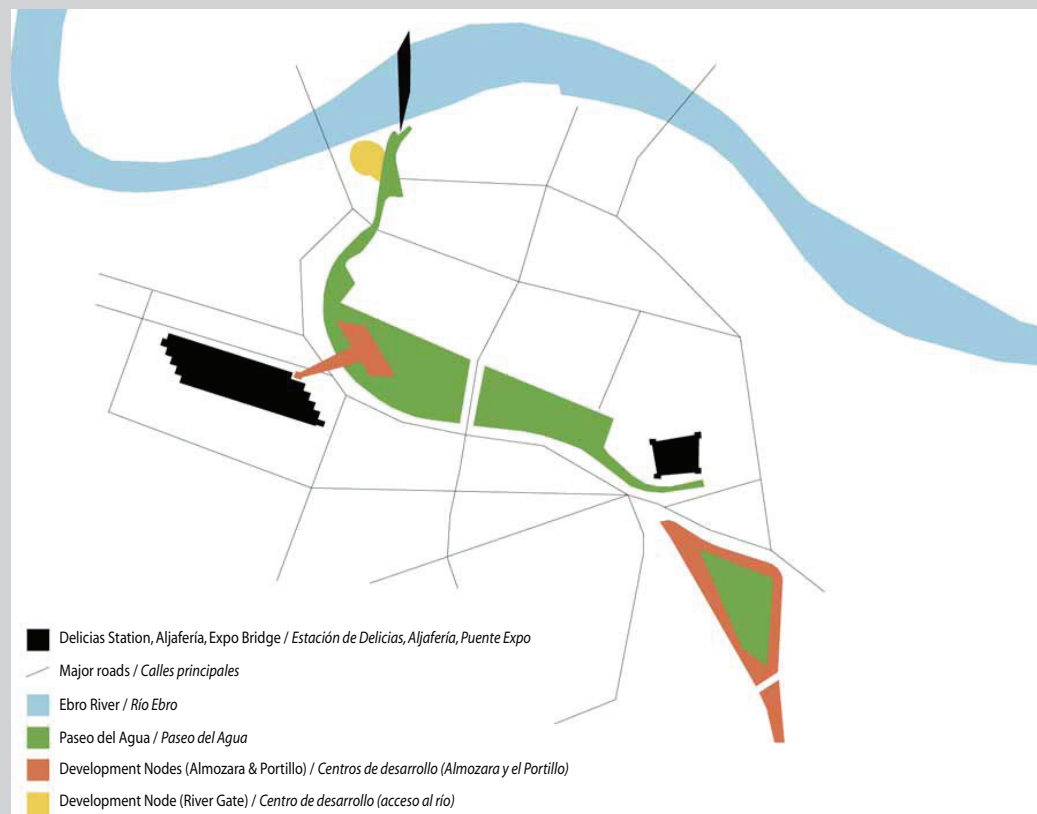 Delicias Station, Aljafería, Expo Bridge / Estación de Delicias, Aljafería, Puente Expo
Major roads / Calles principales
Ebro River / Río Ebro
Paseo del Agua / Paseo del Agua
Development Nodes (Almozara & Portillo) / Centros de desarrollo (Almozara y el Portillo)
Development Node (River Gate) / Centro de desarrollo (acceso al río)